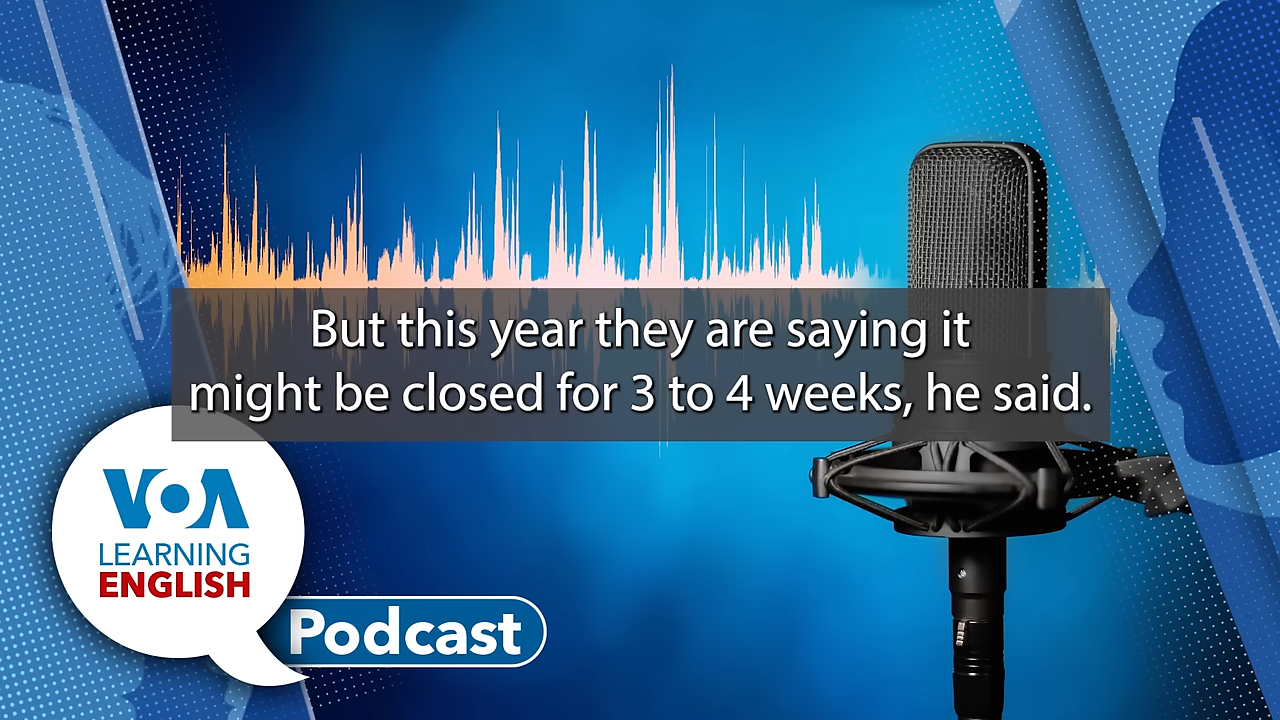 But this year they are saying it
might be closed for 3 to 4 weeks, he said.
VOA
LEARNING
ENGLISH
Podcast